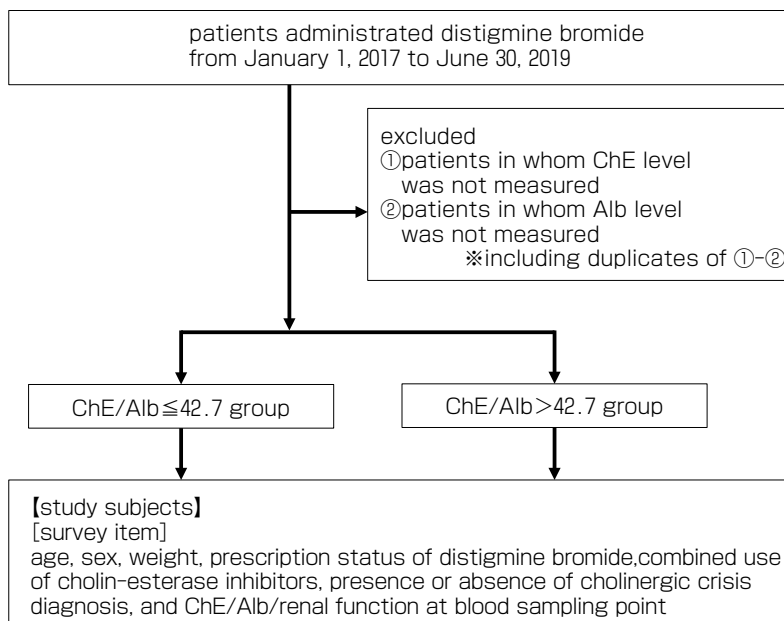 patients administrated distigmine bromide
from January 1, 2017 to June 30, 2019
excluded
①patients in whom ChE level
was not measured
②patients in whom Alb level
was not measured
※including duplicates of ①-②
ChE/Alb≦42.7 group
ChE/Alb>42.7 group
【study subjects】
[survey item]
age, sex, weight, prescription status of distigmine bromide,combined use
of cholin-esterase inhibitors, presence or absence of cholinergic crisis
diagnosis, and ChE/Alb/renal function at blood sampling point